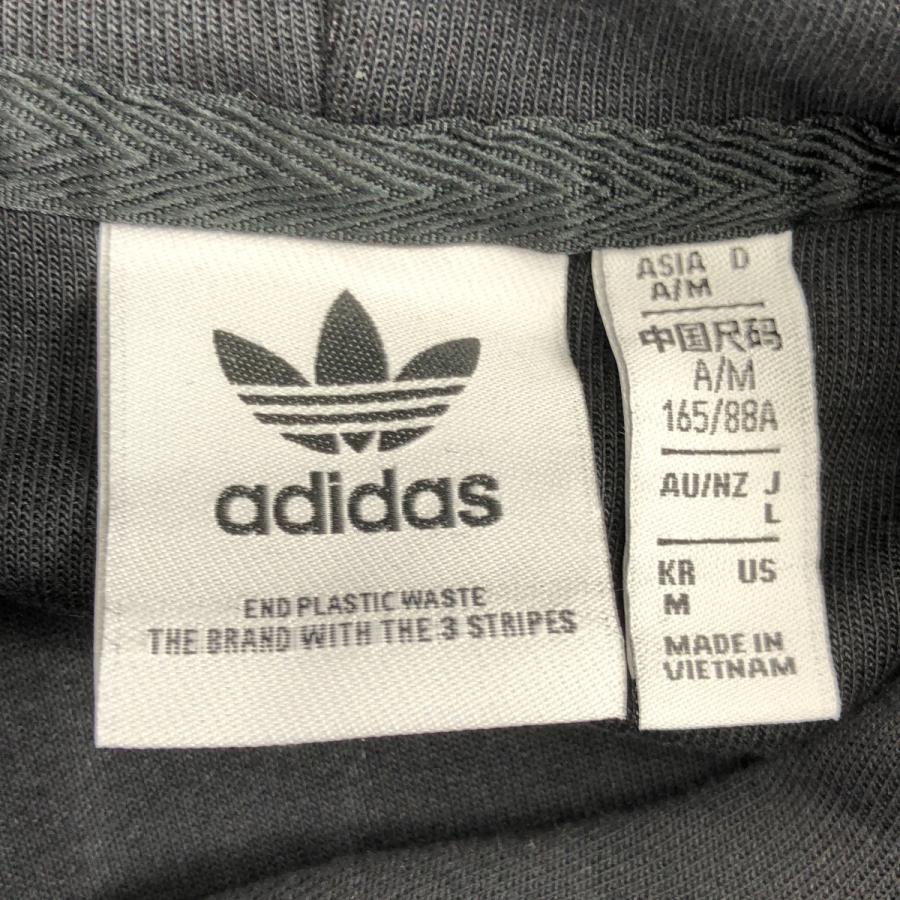 adidas
END PLASTIC WASTE
THE BRAND WITH THE 3 STRIPES
ASIA D
A/M
中国尺码
A/M
165/88A
AU/NZ J
L
KR US
M
MADE IN
VIETNAM